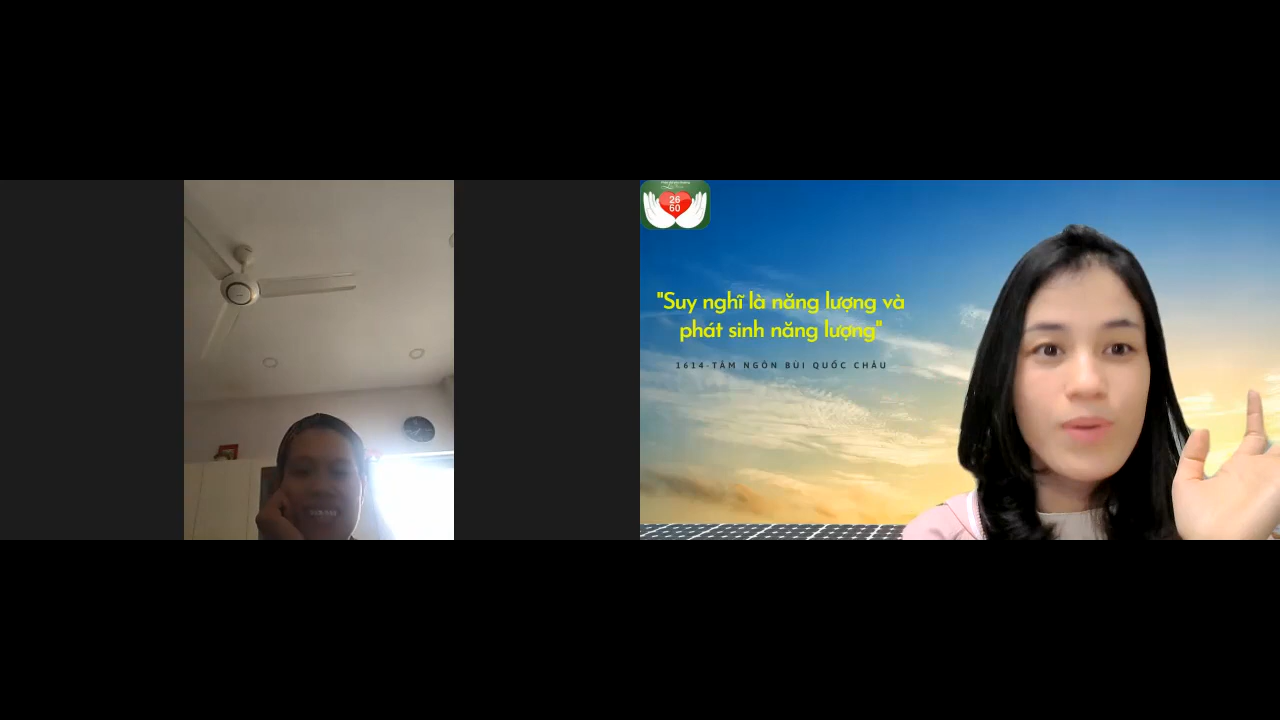 26
60
"Suy nghĩ là năng lượng và
phát sinh năng lượng"
1614-TÂM NGÔN BÙI QUỐC CHÂU